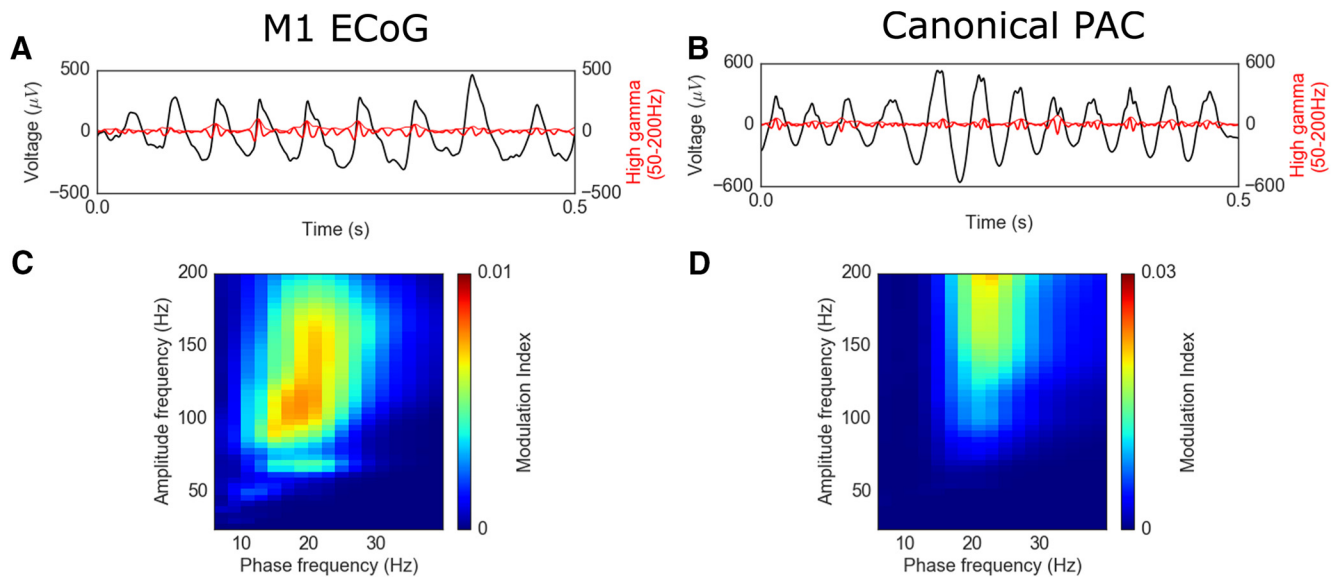 M1 ECoG
Canonical PAC
A
500
0
−500
Voltage (μV)
500
0
−500
High gamma
(50-200Hz)
0.0
0.5
Time (s)
B
600
0
−600
Voltage (μV)
600
0
−600
High gamma
(50-200Hz)
0.0
0.5
Time (s)
C
200
150
100
50
Amplitude frequency (Hz)
10
20
30
Phase frequency (Hz)
0.01
0
Modulation Index
D
200
150
100
50
Amplitude frequency (Hz)
10
20
30
Phase frequency (Hz)
0.03
0
Modulation Index